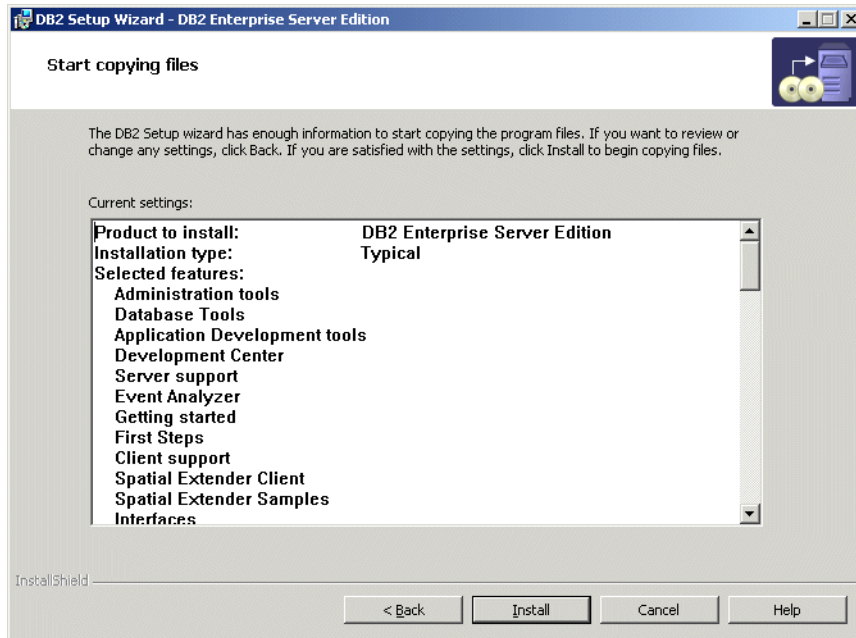 DB2 Setup Wizard - DB2 Enterprise Server Edition
Start copying files
The DB2 Setup wizard has enough information to start copying the program files. If you want to review or
change any settings, click Back. If you are satisfied with the settings, click Install to begin copying files.
Current settings:
Product to install: DB2 Enterprise Server Edition
Installation type: Typical
Selected features:
Administration tools
Database Tools
Application Development tools
Development Center
Server support
Event Analyzer
Getting started
First Steps
Client support
Spatial Extender Client
Spatial Extender Samples
Interfaces
InstallShield
< Back Install Cancel Help